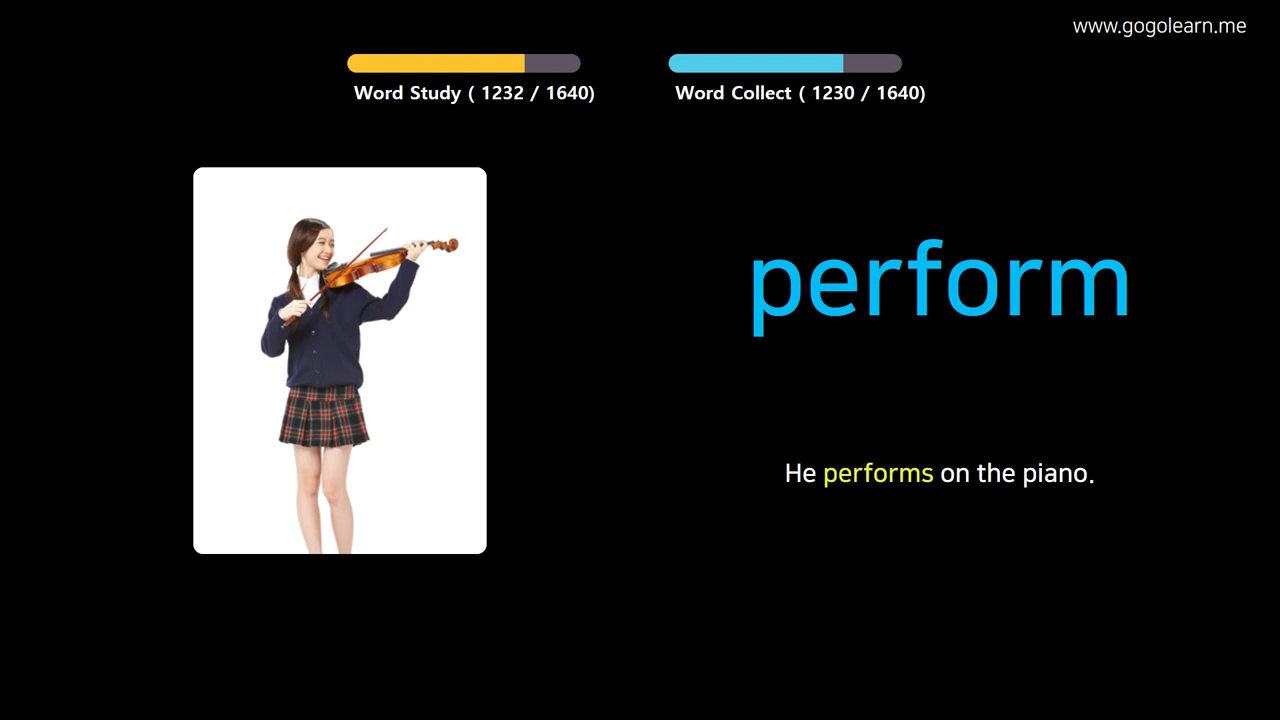 www.gogolearn.me
Word Study ( 1232 / 1640)
Word Collect ( 1230 / 1640)
perform
He performs on the piano.